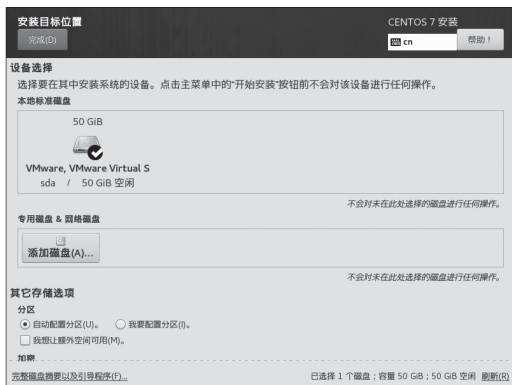 安装目标位置
CENTOS 7 安装
完成(D)
cn
帮助！
设备选择
选择要在其中安装系统的设备。点击主菜单中的"开始安装"按钮前不会对该设备进行任何操作。
本地标准磁盘
50 GiB
VMware, VMware Virtual S
sda / 50 GiB 空闲
不会对未在此处选择的磁盘进行任何操作。
专用磁盘 & 网络磁盘
添加磁盘(A)...
不会对未在此处选择的磁盘进行任何操作。
其它存储选项
分区
自动配置分区(U)。 我要配置分区(I)。
我想让额外空间可用(M)。
加密
完整磁盘摘要以及引导程序(F)...
已选择 1 个磁盘；容量 50 GiB；50 GiB 空闲 刷新(R)